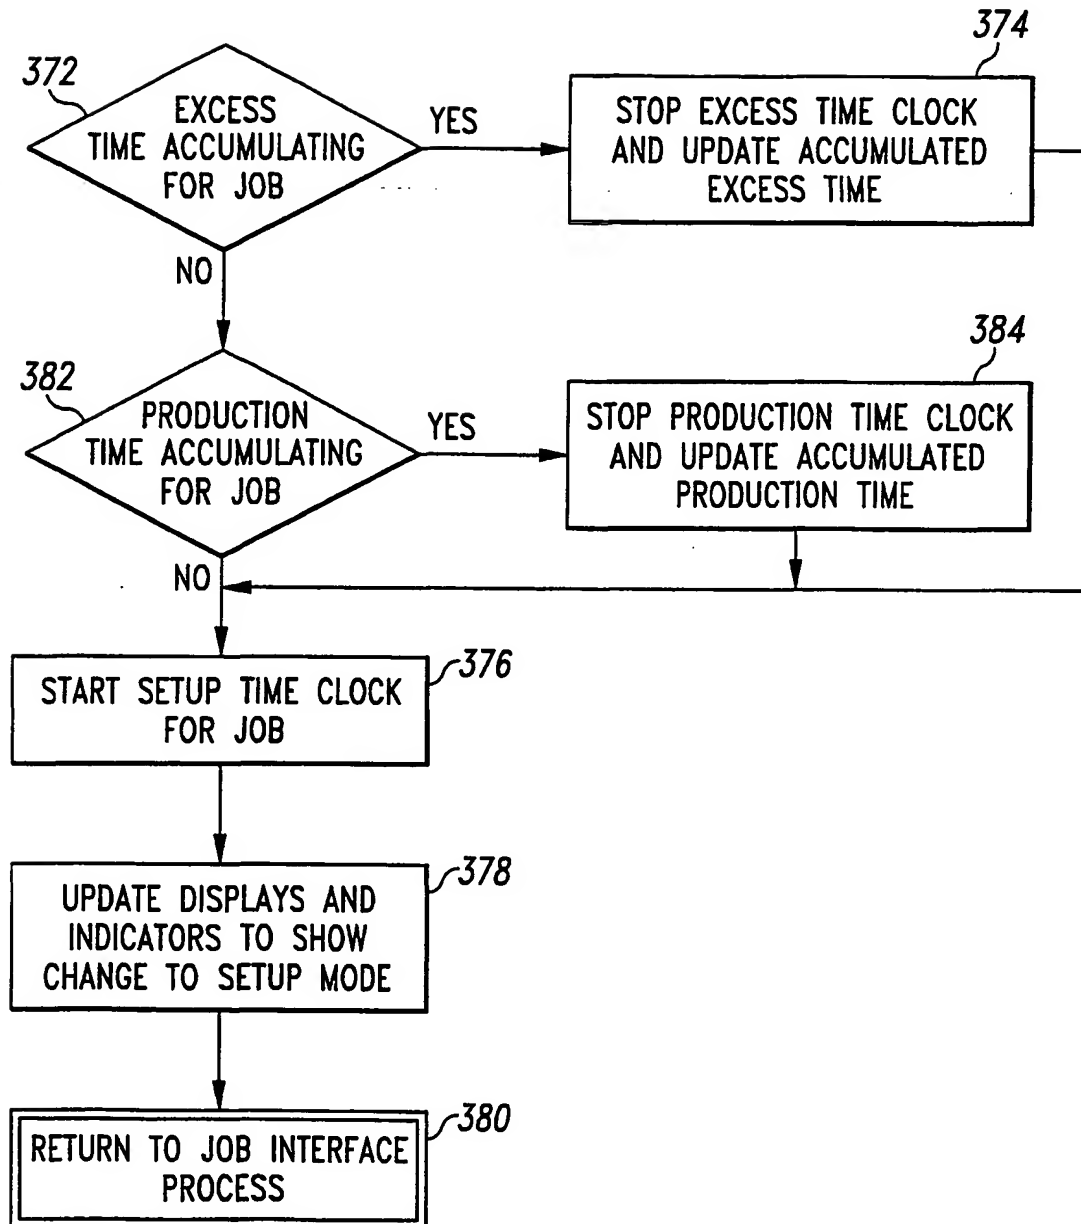 372
EXCESS
TIME ACCUMULATING
FOR JOB
YES
374
STOP EXCESS TIME CLOCK
AND UPDATE ACCUMULATED
EXCESS TIME
NO
382
PRODUCTION
TIME ACCUMULATING
FOR JOB
YES
384
STOP PRODUCTION TIME CLOCK
AND UPDATE ACCUMULATED
PRODUCTION TIME
NO
376
START SETUP TIME CLOCK
FOR JOB
378
UPDATE DISPLAYS AND
INDICATORS TO SHOW
CHANGE TO SETUP MODE
380
RETURN TO JOB INTERFACE
PROCESS